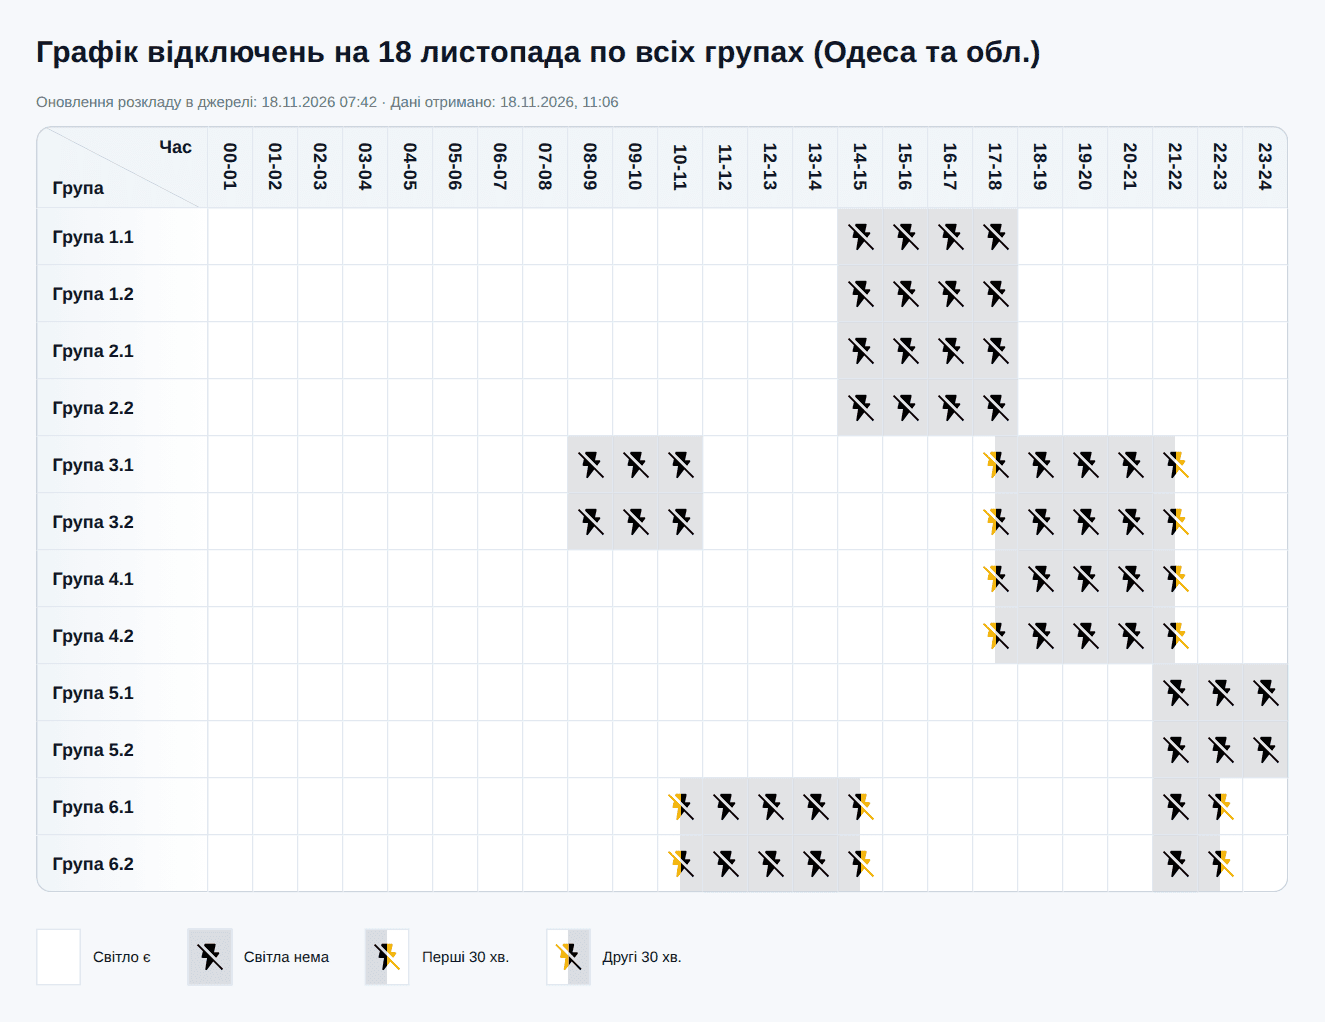 Графік відключень на 18 листопада по всіх групах (Одеса та обл.)
Оновлення розкладу в джерелі: 18.11.2026 07:42 · Дані отримано: 18.11.2026, 11:06
Час
Група
00-01 01-02 02-03 03-04 04-05 05-06 06-07 07-08 08-09 09-10 10-11 11-12 12-13 13-14 14-15 15-16 16-17 17-18 18-19 19-20 20-21 21-22 22-23 23-24
Група 1.1
Група 1.2
Група 2.1
Група 2.2
Група 3.1
Група 3.2
Група 4.1
Група 4.2
Група 5.1
Група 5.2
Група 6.1
Група 6.2
Світло є Світла нема Перші 30 хв. Другі 30 хв.